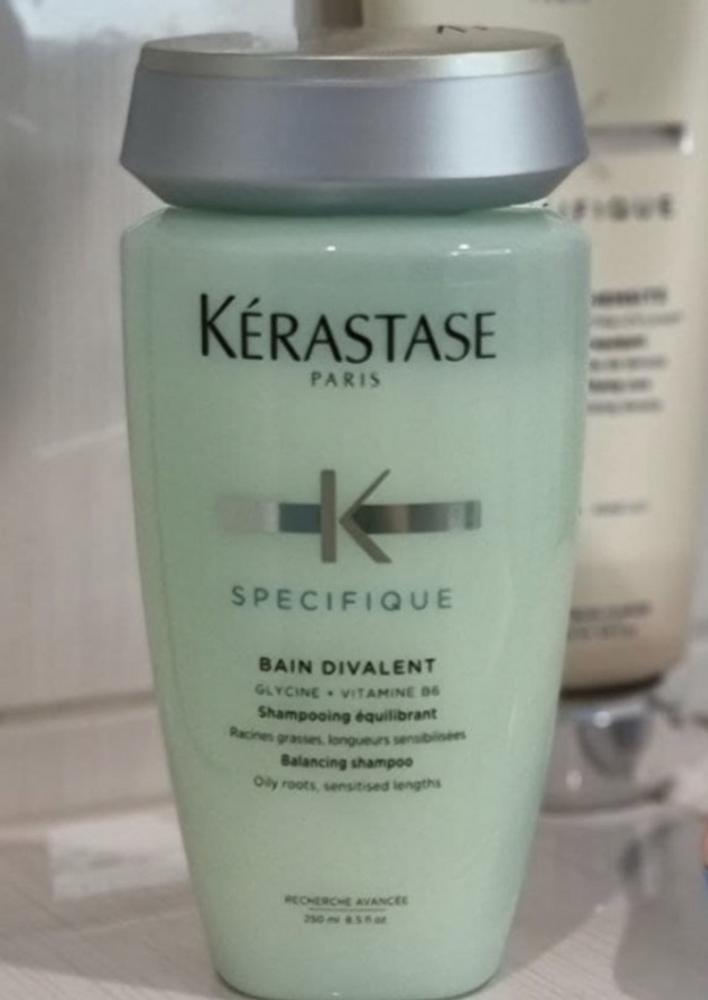 KÉRASTASE
PARIS
K
SPECIFIQUE
BAIN DIVALENT
GLYCINE + VITAMINE B6
Shampooing équilibrant
Racines grasses, longueurs sensibilisées
Balancing shampoo
Oily roots, sensitised lengths
RECHERCHE AVANCÉE
250 ml 8.5 fl oz